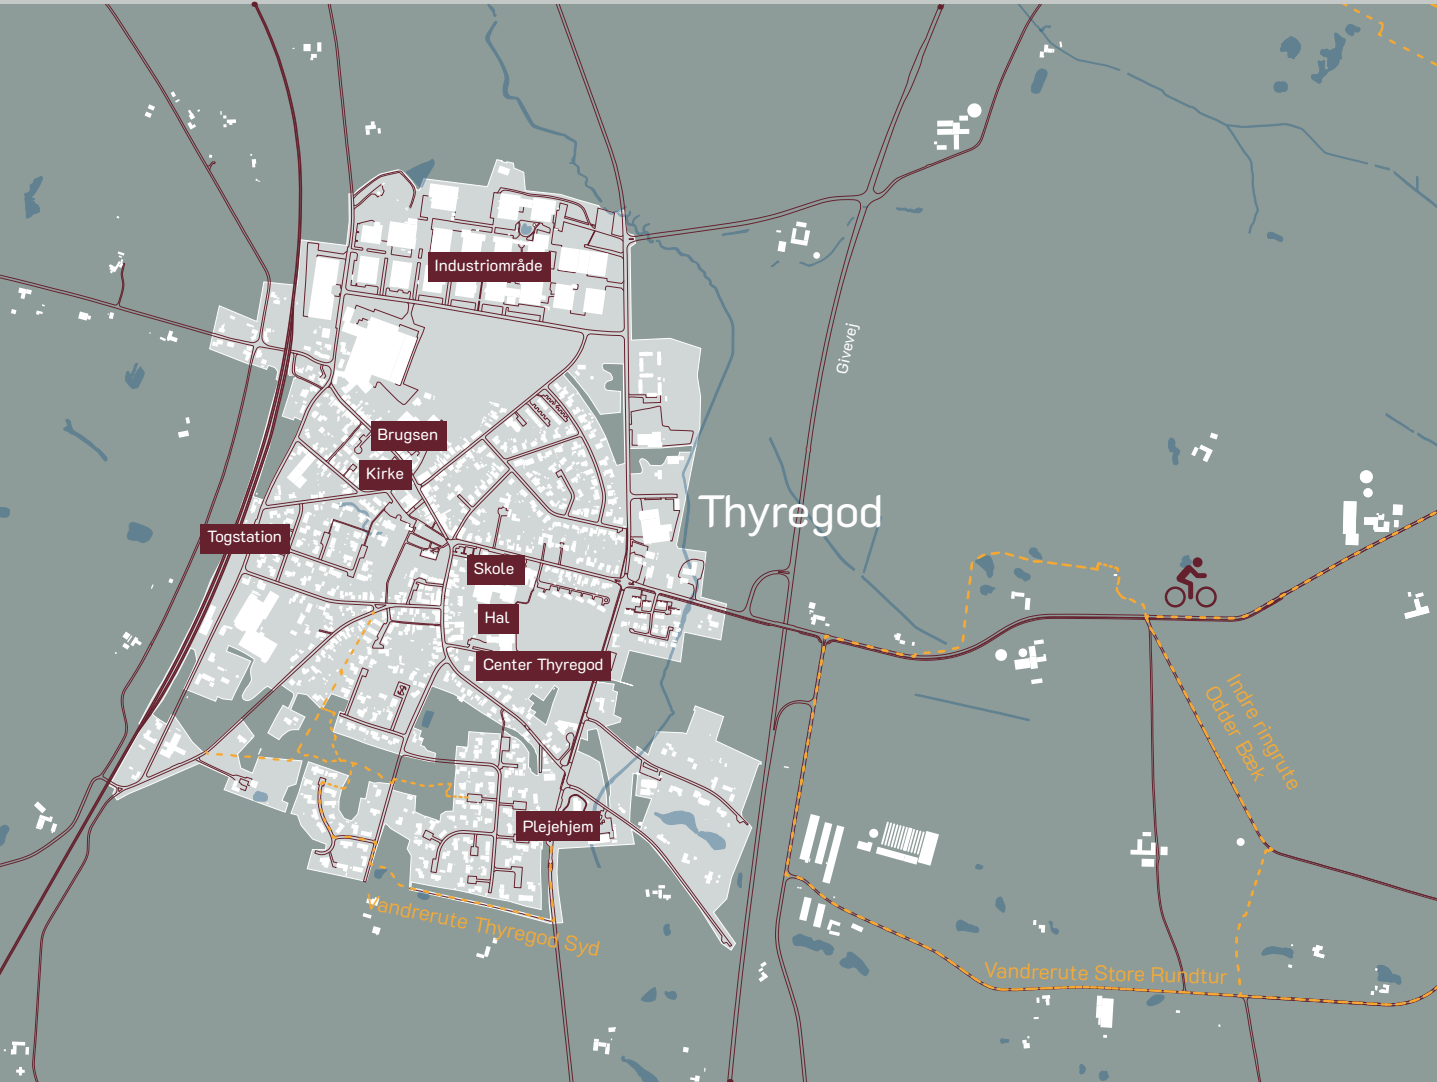 Industriområde
Givevej
Brugsen
Kirke
Thyregod
Togstation
Skole
Hal
Center Thyregod
Indre ringrute
Odder Bæk
Plejehjem
Vandrerute Thyregod Syd
Vandrerute Store Rundtur